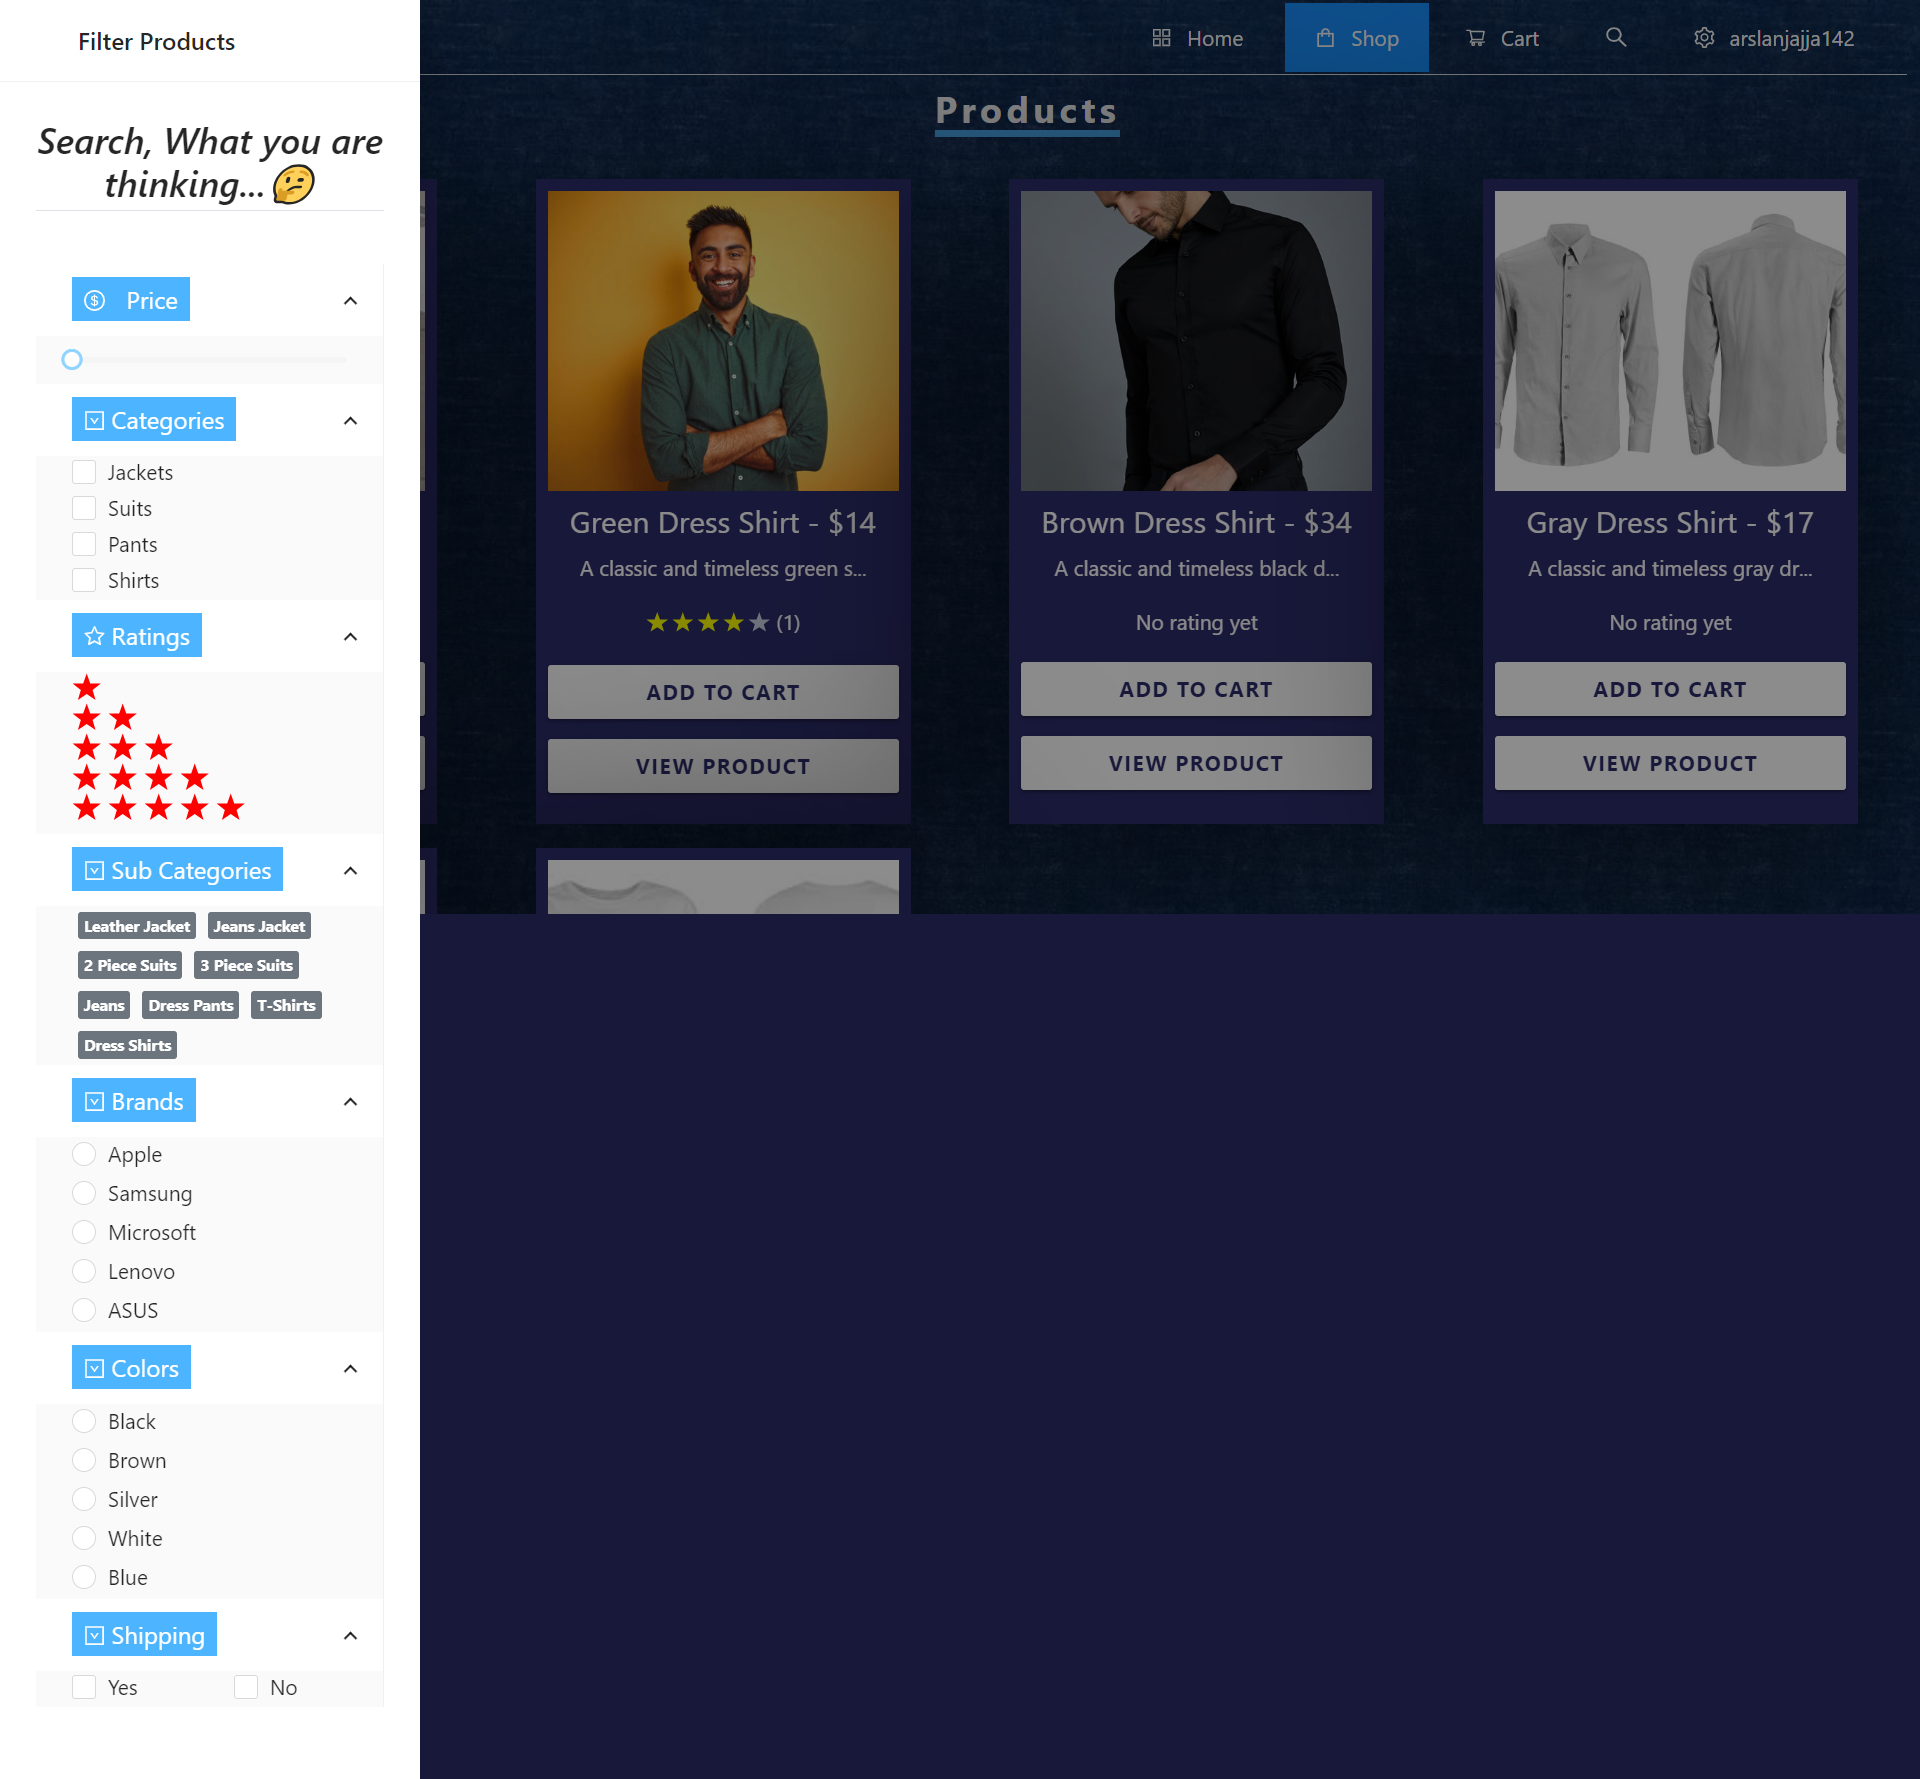 Filter Products
Search, What you are
thinking...🤔
Price
Categories
Jackets
Suits
Pants
Shirts
Ratings
Sub Categories
Leather Jacket Jeans Jacket
2 Piece Suits 3 Piece Suits
Jeans Dress Pants T-Shirts
Dress Shirts
Brands
Apple
Samsung
Microsoft
Lenovo
ASUS
Colors
Black
Brown
Silver
White
Blue
Shipping
Yes No
Home Shop Cart arslanjajja142
Products
Green Dress Shirt - $14
A classic and timeless green s...
(1)
ADD TO CART
VIEW PRODUCT
Brown Dress Shirt - $34
A classic and timeless black d...
No rating yet
ADD TO CART
VIEW PRODUCT
Gray Dress Shirt - $17
A classic and timeless gray dr...
No rating yet
ADD TO CART
VIEW PRODUCT